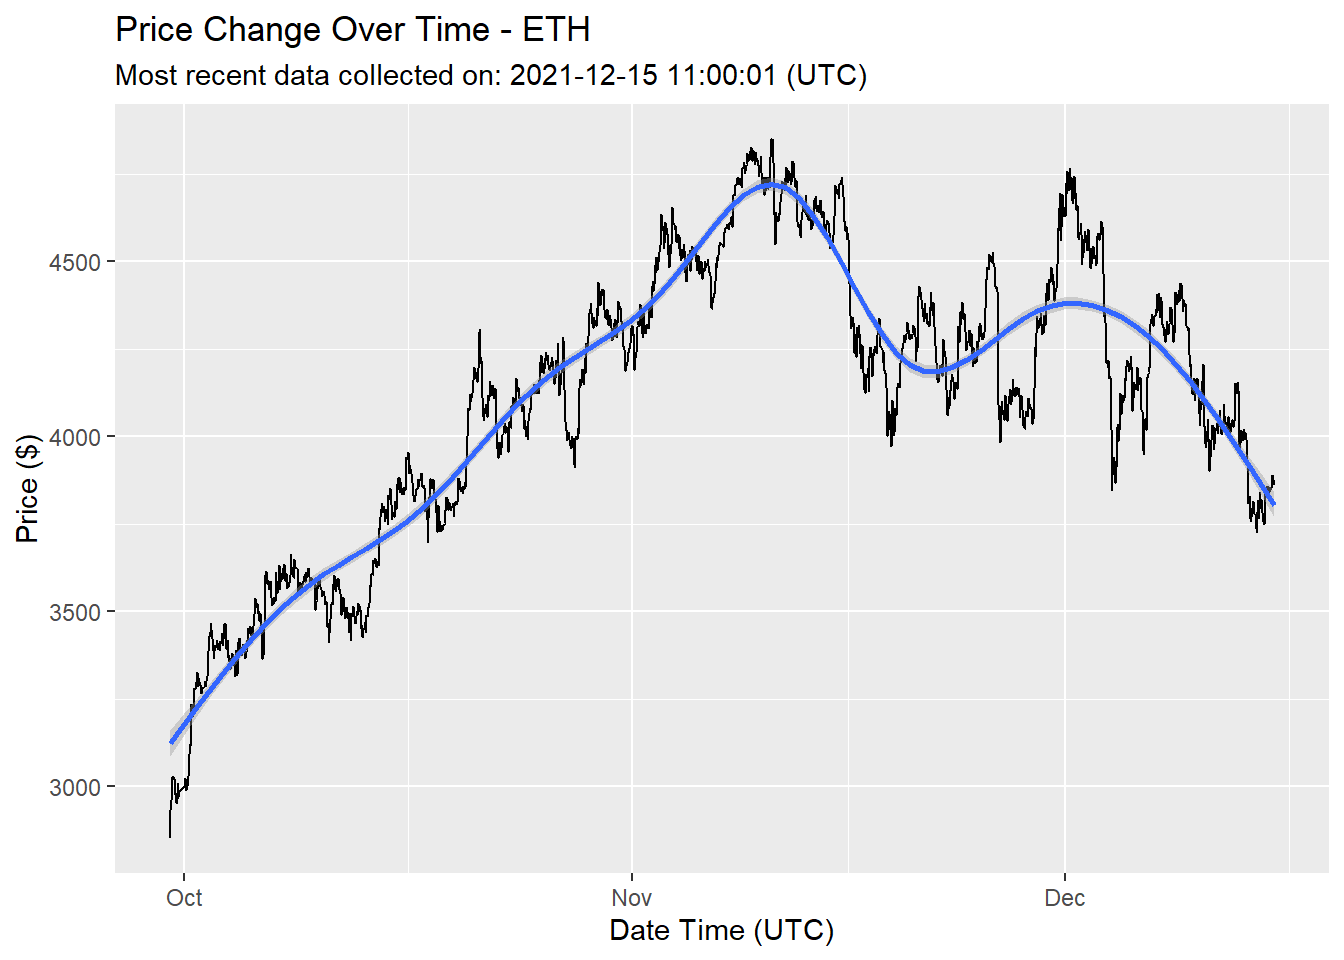 Price Change Over Time - ETH
Most recent data collected on: 2021-12-15 11:00:01 (UTC)
Price ($)
4500
4000
3500
3000
Oct Nov Dec
Date Time (UTC)